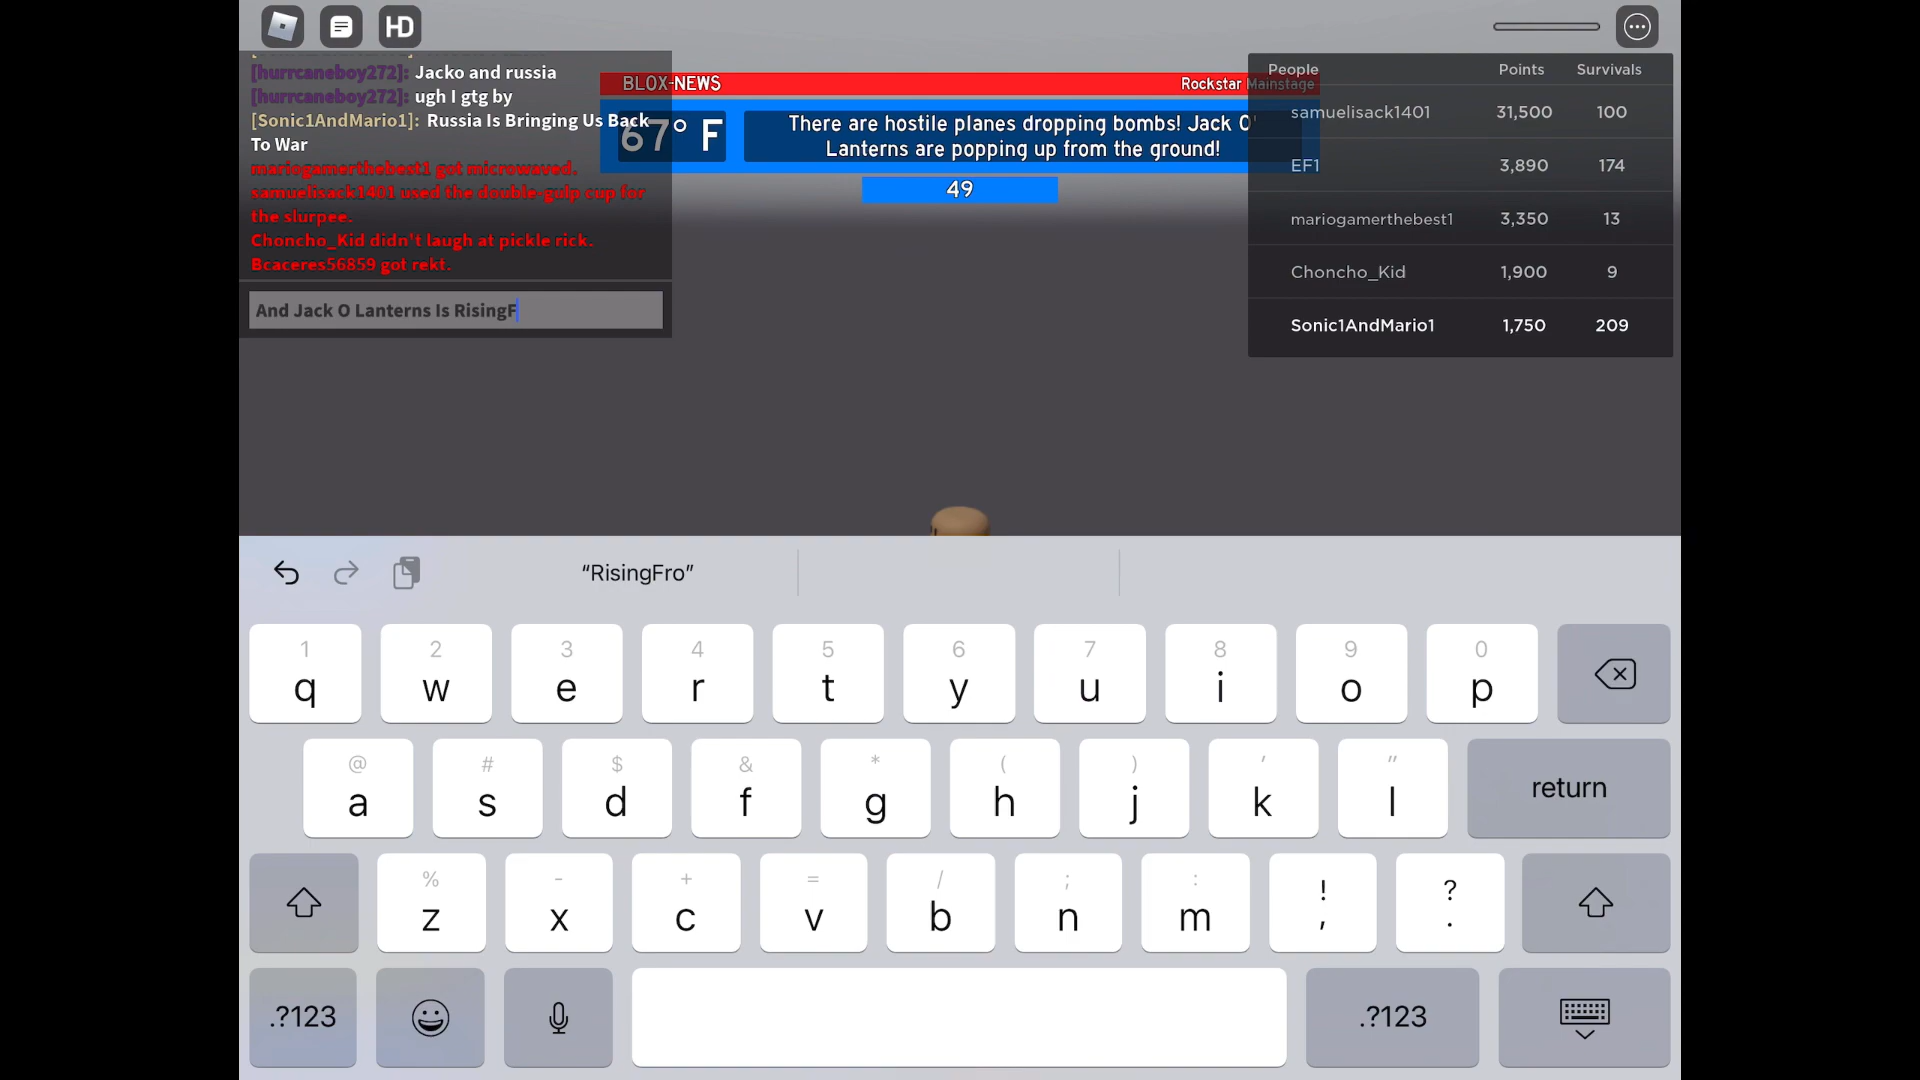 HD
[hurrcaneboy272]: Jacko and russia
[hurrcaneboy272]: ugh I gtg by
[Sonic1AndMario1]: Russia Is Bringing Us Back
To War
mariogamerthebest1 got microwaved.
samuelisack1401 used the double-gulp cup for
the slurpee.
Choncho_Kid didn't laugh at pickle rick.
Bcaceres56859 got rekt.
And Jack O Lanterns Is RisingF
BLOX-NEWS
Rockstar Mainstage
67° F
There are hostile planes dropping bombs! Jack O'
Lanterns are popping up from the ground!
49
People Points Survivals
samuelisack1401 31,500 100
EF1 3,890 174
mariogamerthebest1 3,350 13
Choncho_Kid 1,900 9
Sonic1AndMario1 1,750 209
“RisingFro”
1 2 3 4 5 6 7 8 9 0
q w e r t y u i o p
@ # $ & * ( ) ' "
a s d f g h j k l return
% - + = / ; : ! ?
z x c v b n m , .
.?123 .?123